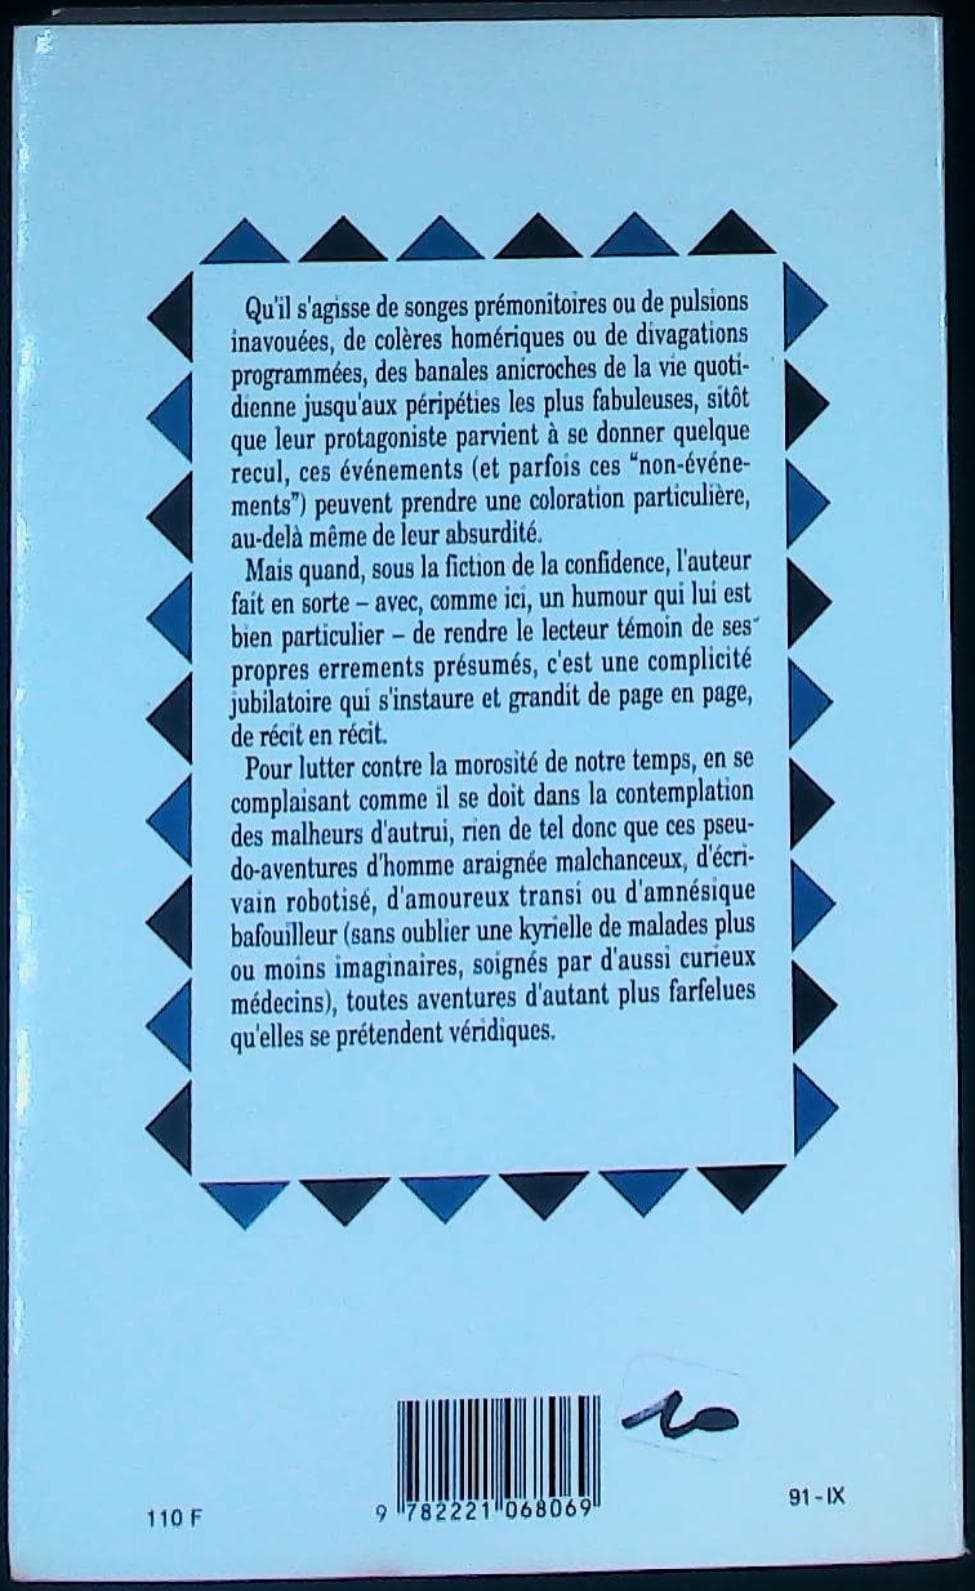 Qu'il s'agisse de songes prémonitoires ou de pulsions
inavouées, de colères homériques ou de divagations
programmées, des banales anicroches de la vie quoti-
dienne jusqu'aux péripéties les plus fabuleuses, sitôt
que leur protagoniste parvient à se donner quelque
recul, ces événements (et parfois ces “non-événe-
ments”) peuvent prendre une coloration particulière,
au-delà même de leur absurdité.
Mais quand, sous la fiction de la confidence, l'auteur
fait en sorte – avec, comme ici, un humour qui lui est
bien particulier – de rendre le lecteur témoin de ses
propres errements présumés, c'est une complicité
jubilatoire qui s'instaure et grandit de page en page,
de récit en récit.
Pour lutter contre la morosité de notre temps, en se
complaisant comme il se doit dans la contemplation
des malheurs d'autrui, rien de tel donc que ces pseu-
do-aventures d'homme araignée malchanceux, d'écri-
vain robotisé, d'amoureux transi ou d'amnésique
bafouilleur (sans oublier une kyrielle de malades plus
ou moins imaginaires, soignés par d'aussi curieux
médecins), toutes aventures d'autant plus farfelues
qu'elles se prétendent véridiques.
110 F
9 782221 068069
91-IX